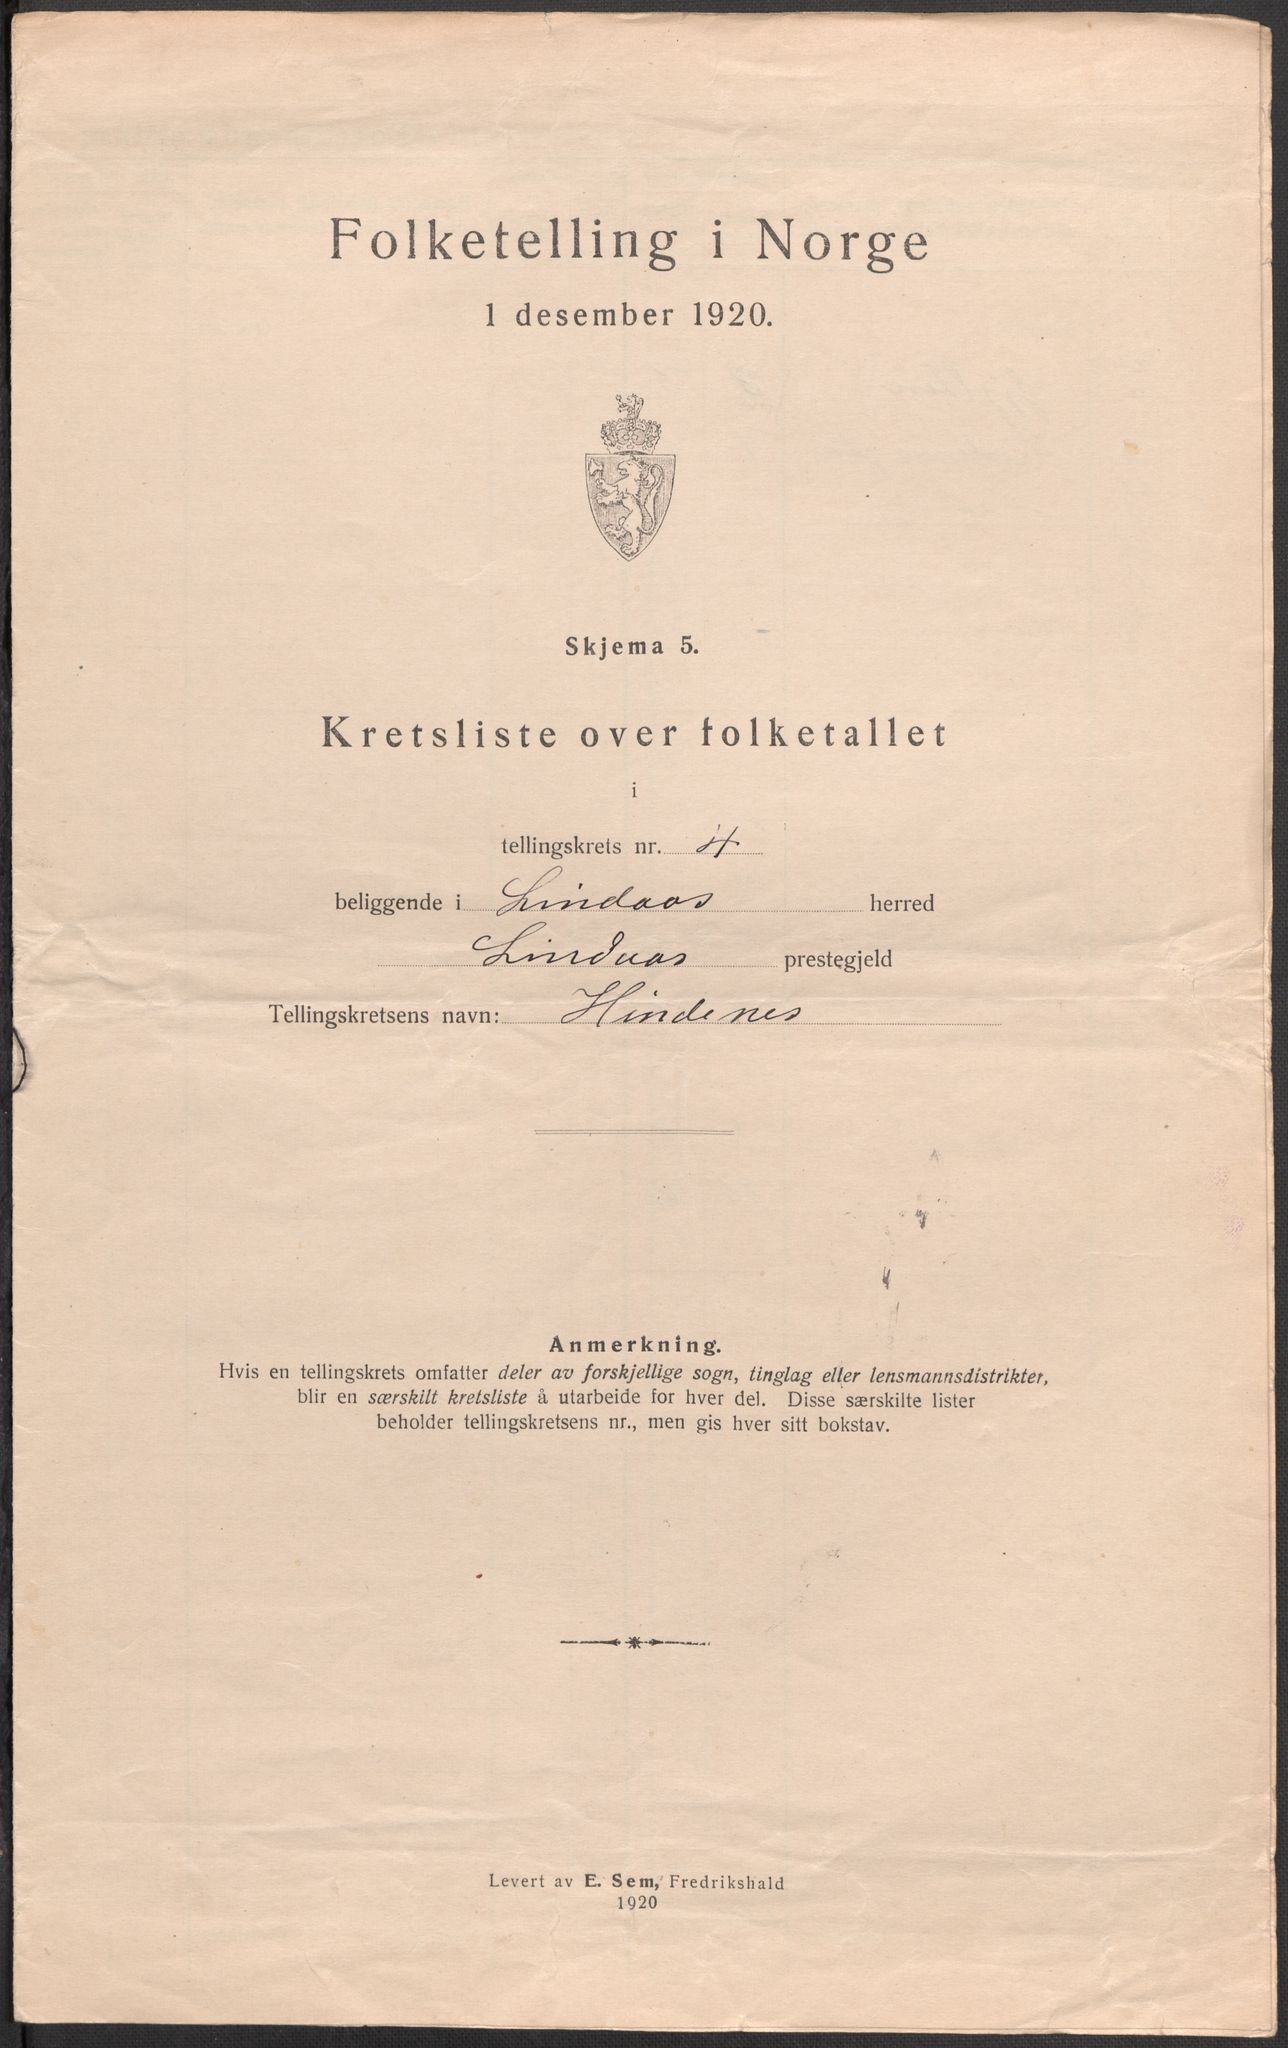 Folketelling i Norge
1 desember 1920.
Skjema 5.
Kretsliste over folketallet
i
tellingskrets nr. 4
beliggende i Lindaas herred
Lindaas prestegjeld
Tellingskretsens navn: Hindenes
Anmerkning.
Hvis en tellingskrets omfatter deler av forskjellige sogn, tinglag eller lensmannsdistrikter,
blir en særskilt kretsliste å utarbeide for hver del. Disse særskilte lister
beholder tellingskretsens nr., men gis hver sitt bokstav.
Levert av E. Sem, Fredrikshald
1920